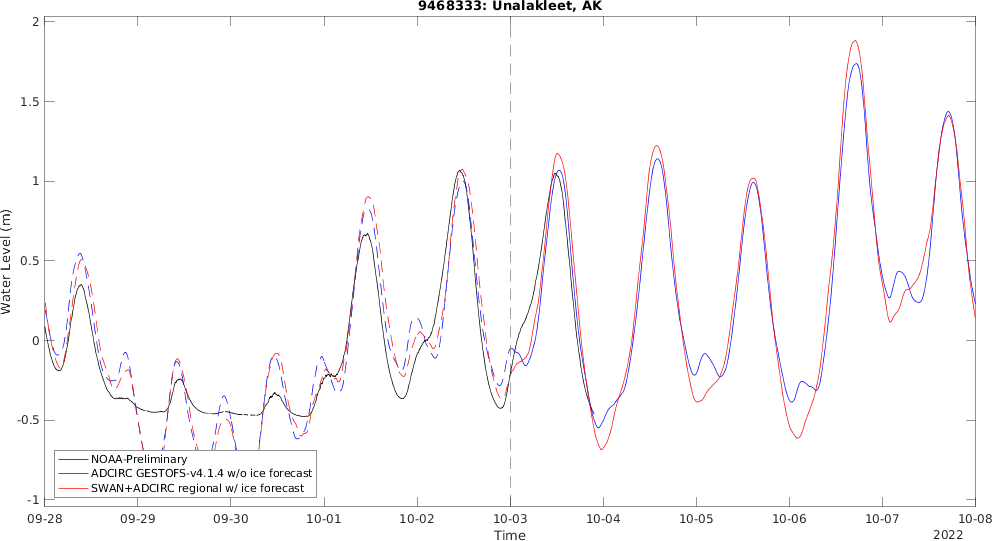 9468333: Unalakleet, AK
Water Level (m)
2
1.5
1
0.5
0
-0.5
-1
NOAA-Preliminary
ADCIRC GESTOFS-v4.1.4 w/o ice forecast
SWAN+ADCIRC regional w/ ice forecast
09-28 09-29 09-30 10-01 10-02 10-03 10-04 10-05 10-06 10-07 10-08
Time
2022